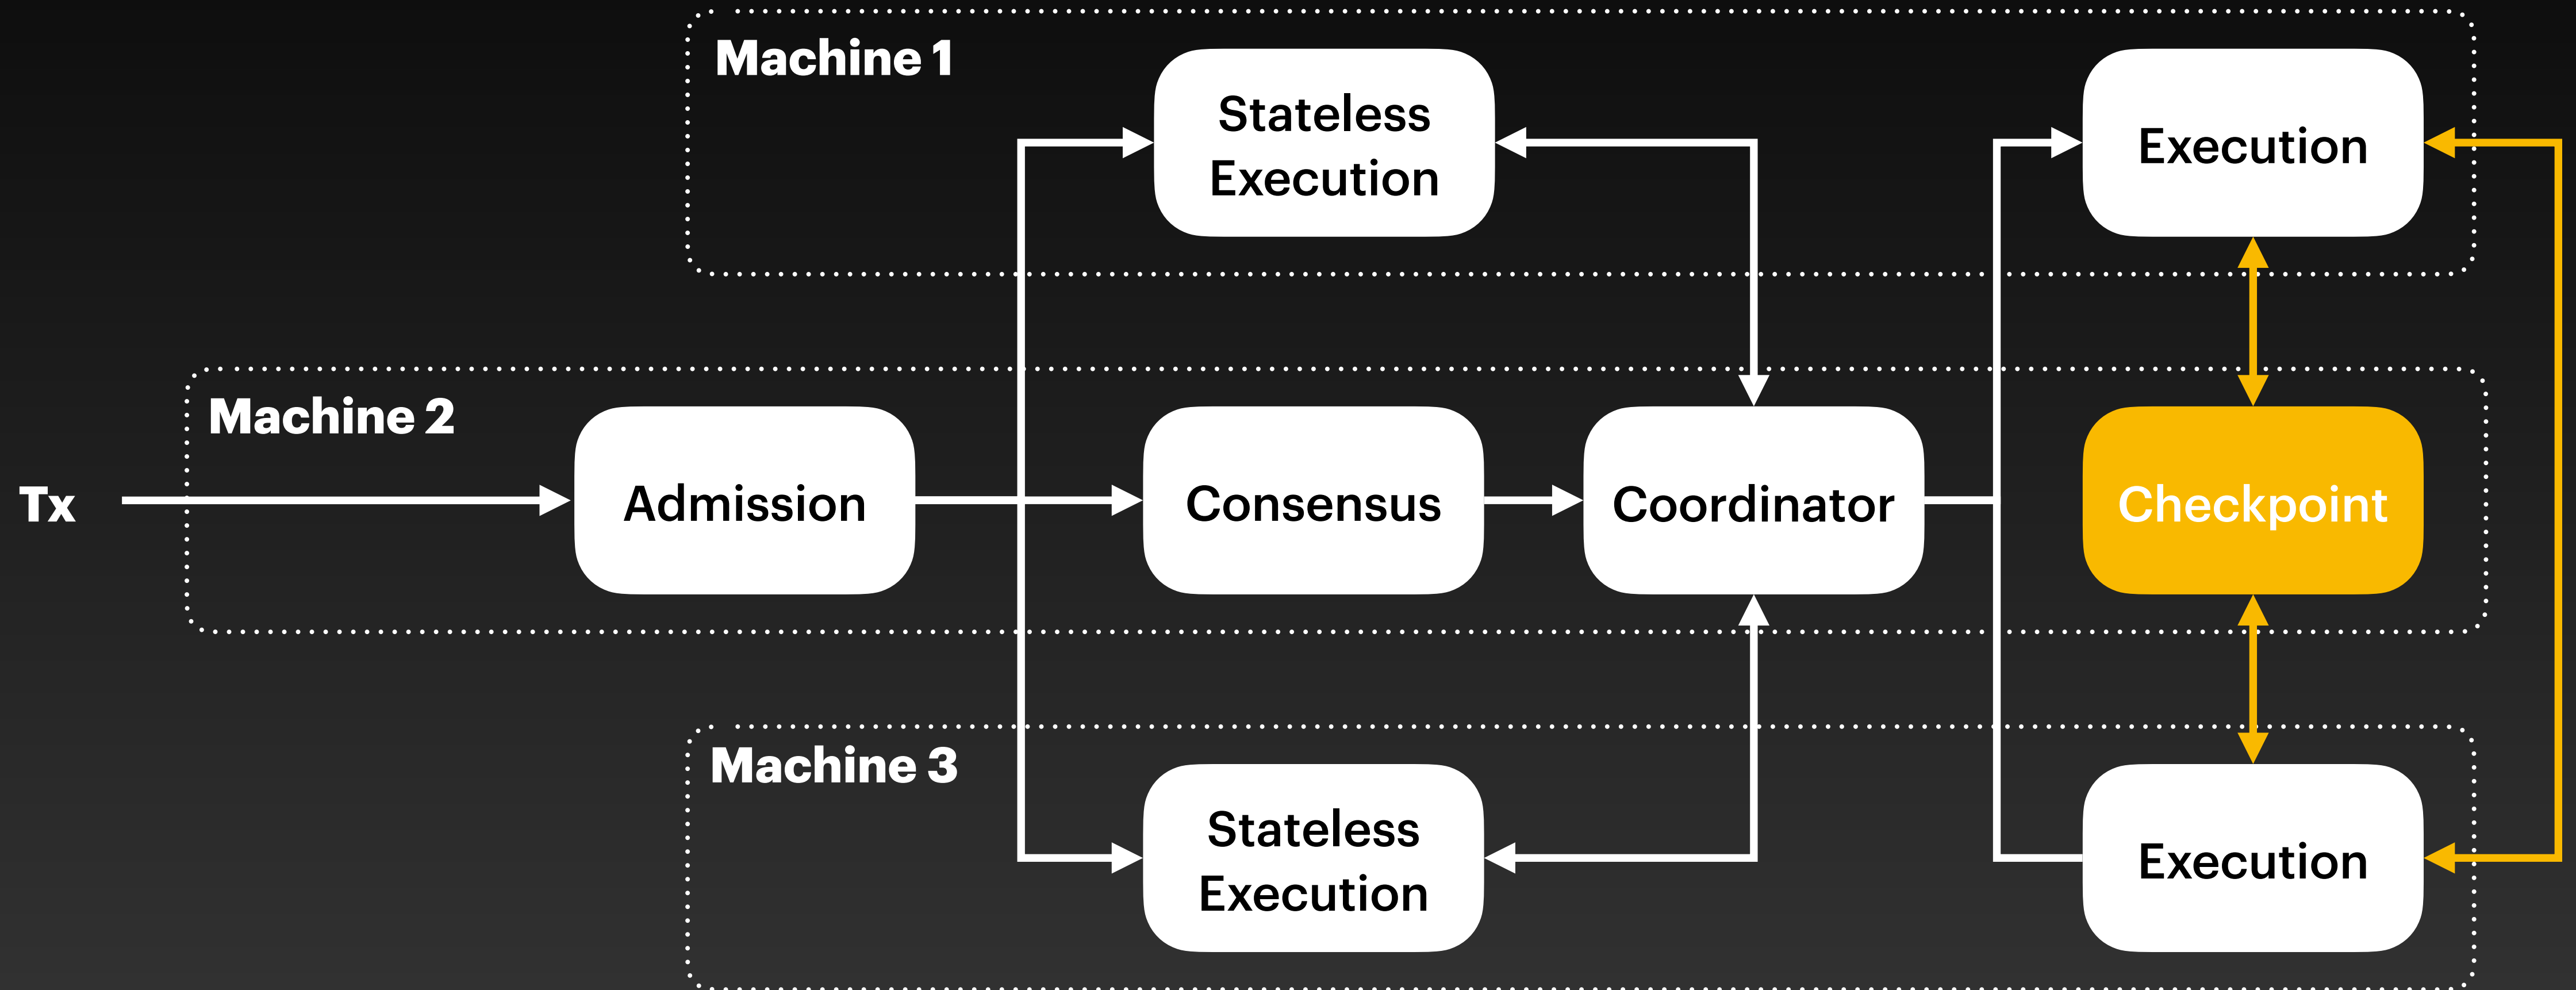 Machine 1
Stateless
Execution
Execution
Machine 2
Tx
Admission
Consensus
Coordinator
Checkpoint
Machine 3
Stateless
Execution
Execution